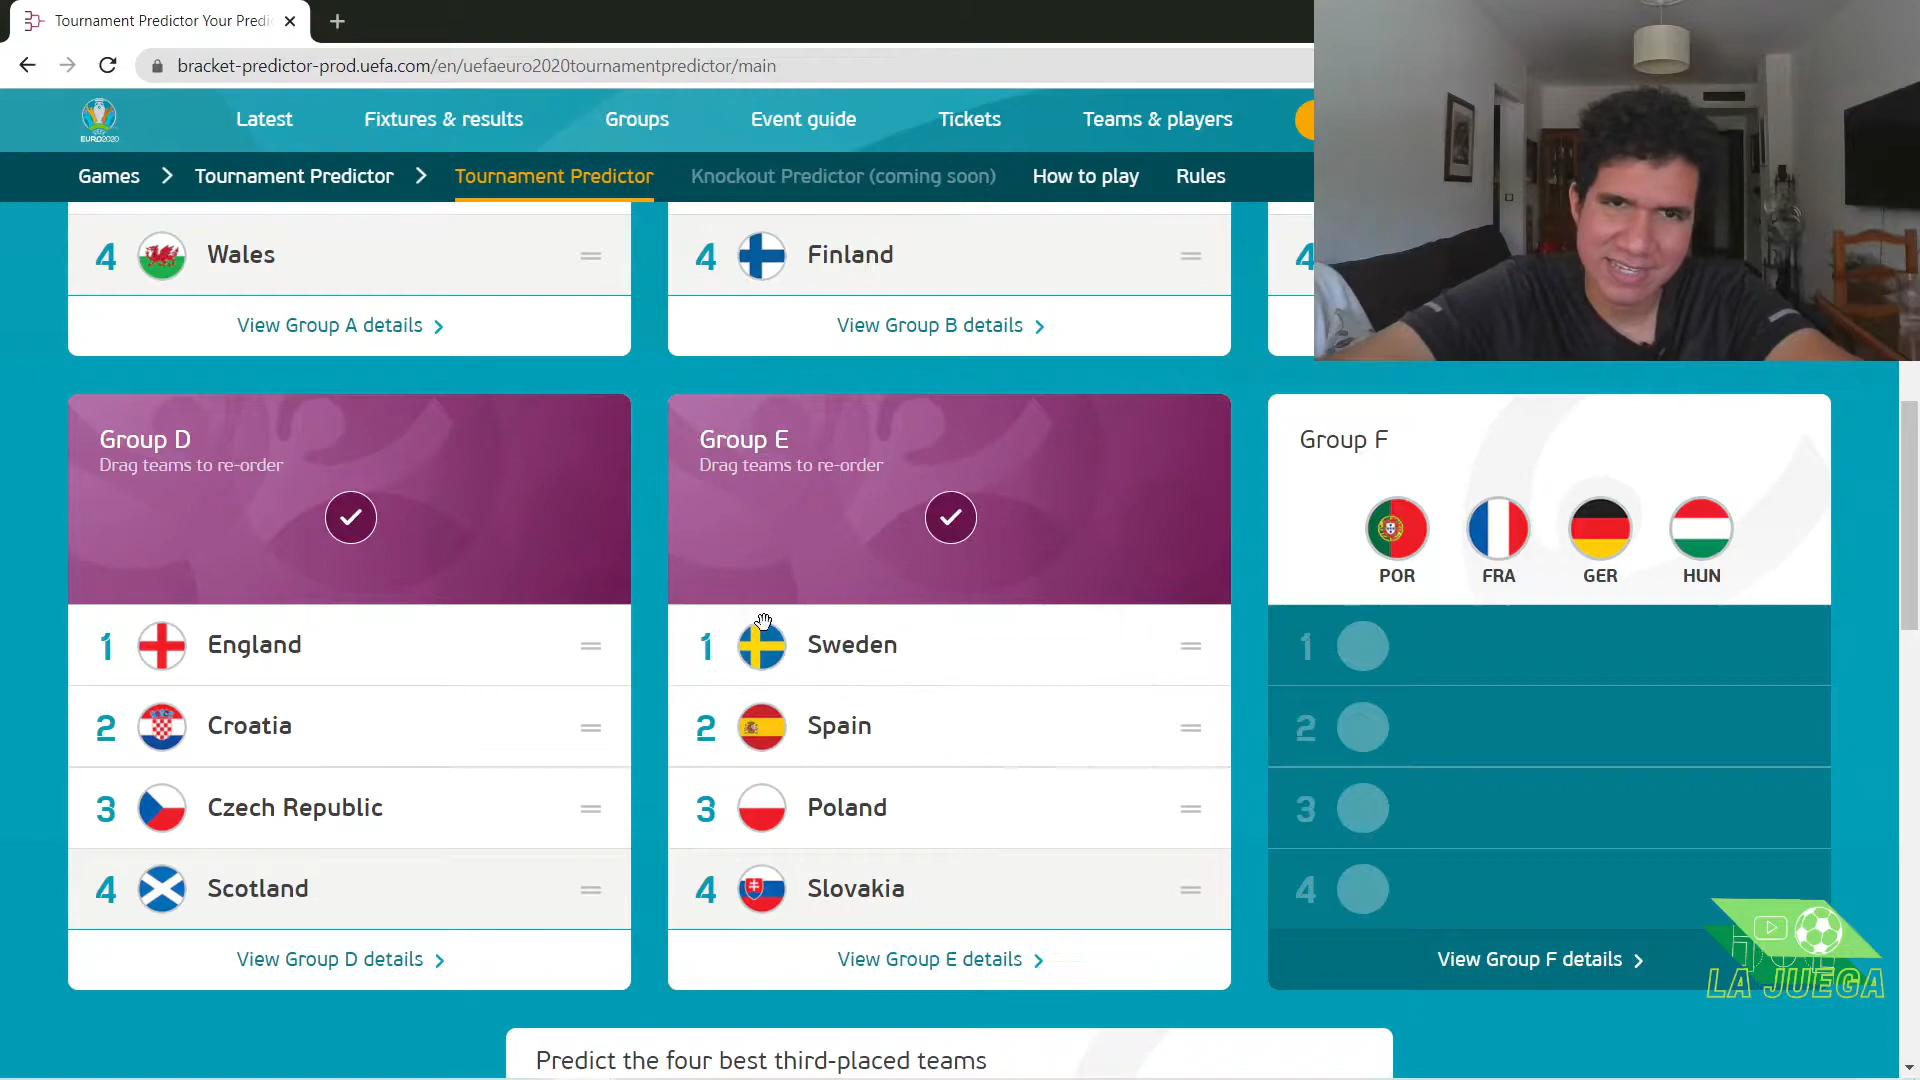 Tournament Predictor Your Predi
bracket-predictor-prod.uefa.com/en/uefaeuro2020tournamentpredictor/main
EURO2020
Latest
Fixtures & results
Groups
Event guide
Tickets
Teams & players
Games
Tournament Predictor
Tournament Predictor
Knockout Predictor (coming soon)
How to play
Rules
4 Wales
View Group A details
4 Finland
View Group B details
4
Group D
Drag teams to re-order
1 England
2 Croatia
3 Czech Republic
4 Scotland
View Group D details
Group E
Drag teams to re-order
1 Sweden
2 Spain
3 Poland
4 Slovakia
View Group E details
Group F
POR FRA GER HUN
1
2
3
4
View Group F details
LA JUEGA
Predict the four best third-placed teams